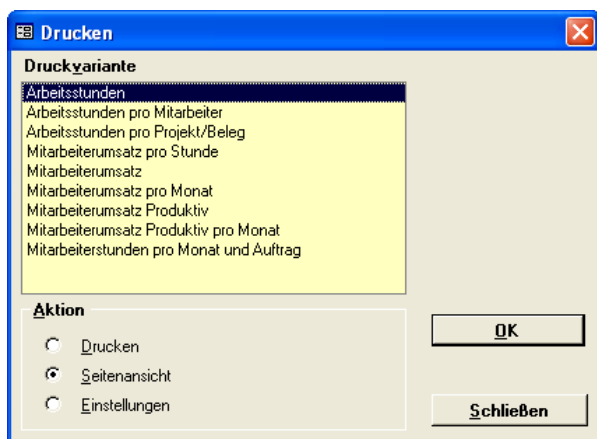 Drucken
Druckvariante
Arbeitsstunden
Arbeitsstunden pro Mitarbeiter
Arbeitsstunden pro Projekt/Beleg
Mitarbeiterumsatz pro Stunde
Mitarbeiterumsatz
Mitarbeiterumsatz pro Monat
Mitarbeiterumsatz Produktiv
Mitarbeiterumsatz Produktiv pro Monat
Mitarbeiterstunden pro Monat und Auftrag
Aktion
Drucken
Seitenansicht
Einstellungen
OK
Schließen